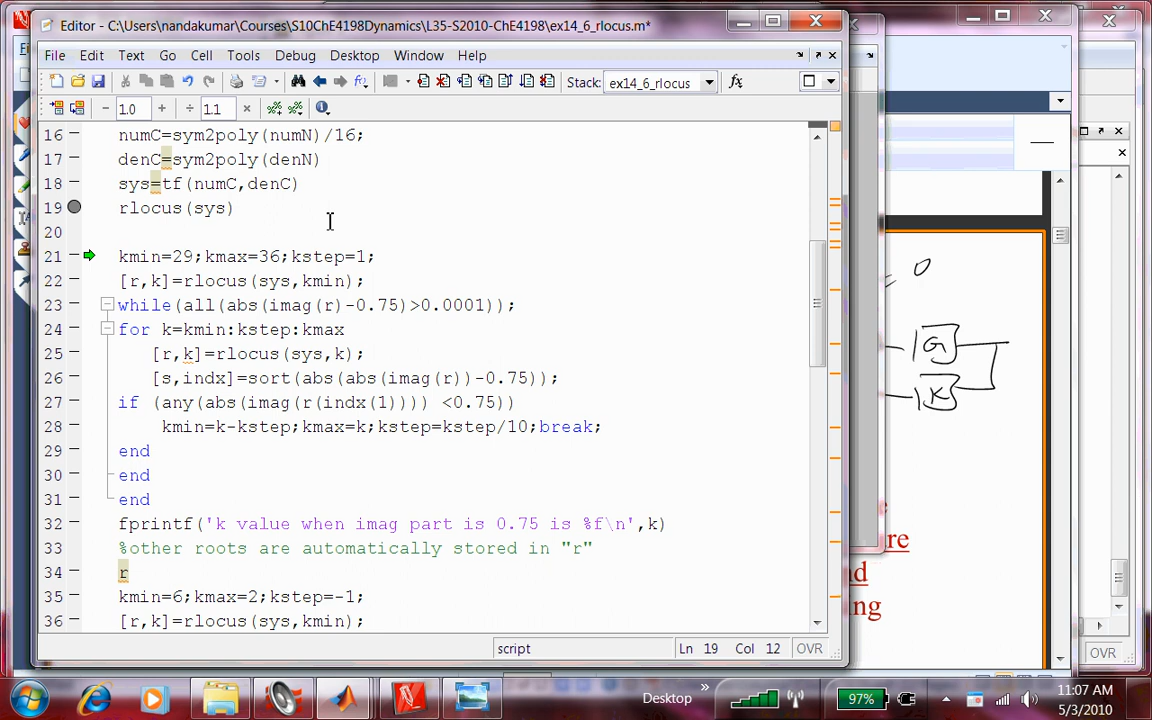 Editor - C:\Users\nandakumar\Courses\S10ChE4198Dynamics\L35-S2010-ChE4198\ex14_6_rlocus.m*
File Edit Text Go Cell Tools Debug Desktop Window Help
Stack: ex14_6_rlocus fx
− 1.0 + ÷ 1.1 ×
16 numC=sym2poly(numN)/16;
17 denC=sym2poly(denN)
18 sys=tf(numC,denC)
19 rlocus(sys)
20
21 kmin=29;kmax=36;kstep=1;
22 [r,k]=rlocus(sys,kmin);
23 while(all(abs(imag(r)-0.75)>0.0001));
24 for k=kmin:kstep:kmax
25 [r,k]=rlocus(sys,k);
26 [s,indx]=sort(abs(abs(imag(r))-0.75));
27 if (any(abs(imag(r(indx(1)))) <0.75))
28 kmin=k-kstep;kmax=k;kstep=kstep/10;break;
29 end
30 end
31 end
32 fprintf('k value when imag part is 0.75 is %f\n',k)
33 %other roots are automatically stored in "r"
34 r
35 kmin=6;kmax=2;kstep=-1;
36 [r,k]=rlocus(sys,kmin);
script Ln 19 Col 12 OVR
= 0
G
K
re
nd
ing
OVR
Desktop » 97% 11:07 AM
5/3/2010